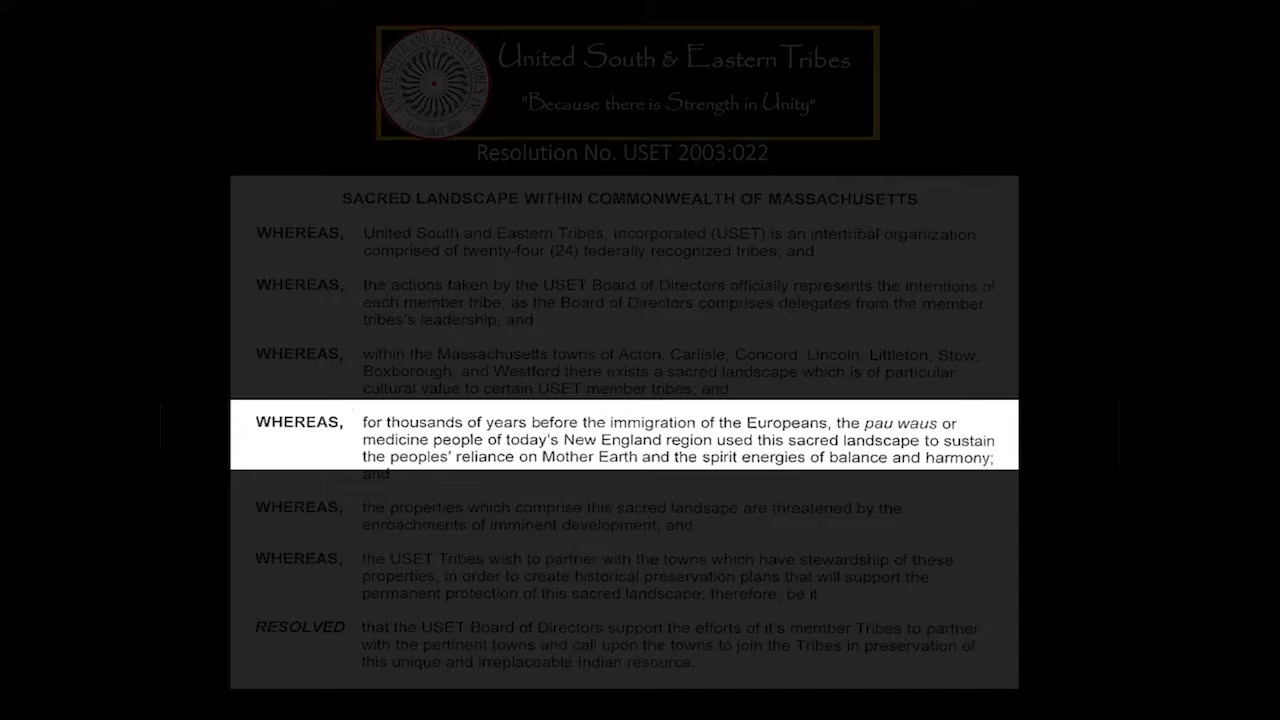 United South & Eastern Tribes
"Because there is Strength in Unity"
Resolution No. USET 2003:022
SACRED LANDSCAPE WITHIN COMMONWEALTH OF MASSACHUSETTS
WHEREAS, United South and Eastern Tribes, incorporated (USET) is an intertribal organization
comprised of twenty-four (24) federally recognized tribes; and
WHEREAS, the actions taken by the USET Board of Directors officially represents the intentions of
each member tribe, as the Board of Directors comprises delegates from the member
tribes's leadership, and
WHEREAS, within the Massachusetts towns of Acton, Carlisle, Concord, Lincoln, Littleton, Stow,
Boxborough, and Westford there exists a sacred landscape which is of particular
cultural value to certain USET member tribes; and
WHEREAS, for thousands of years before the immigration of the Europeans, the pau waus or
medicine people of today's New England region used this sacred landscape to sustain
the peoples' reliance on Mother Earth and the spirit energies of balance and harmony;
and
WHEREAS, the properties which comprise this sacred landsape are threatened by the
enroachments of imminent development, and
WHEREAS, the USET Tribes wish to partner with the towns which have stewardship of these
properties, in order to create historical preservation plans that will support the
permanent protection of this sacred landscape; therefore, be it
RESOLVED that the USET Board of Directors support the efforts of it's member Tribes to partner
with the pertinent towns and call upon the towns to join the Tribes in preservation of
this unique and irreplaceable Indian resource.